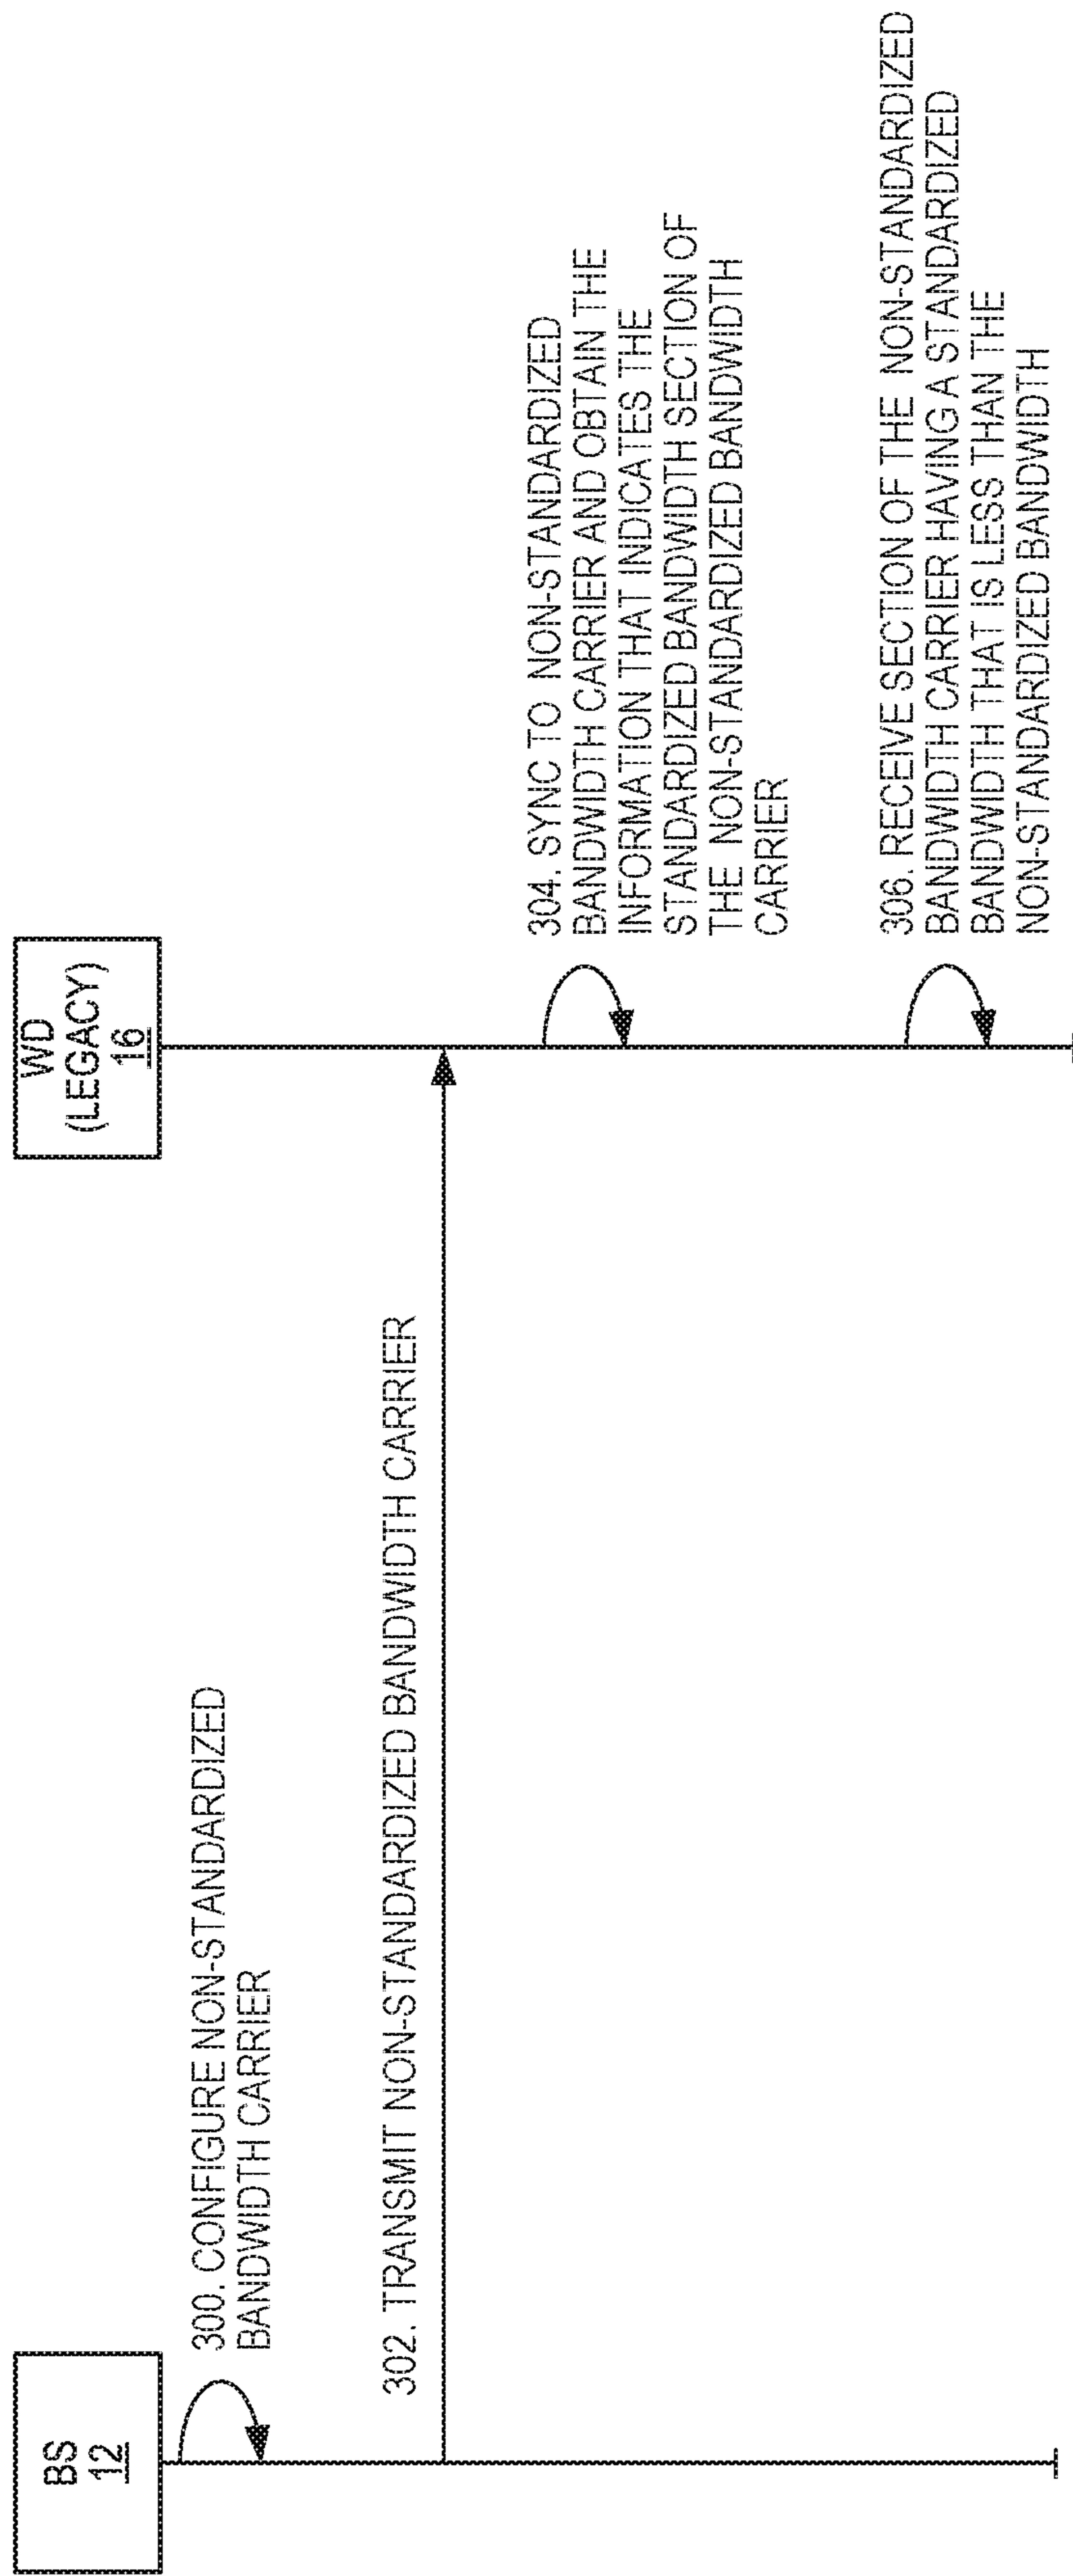 BS
12
WD
(LEGACY)
16
300. CONFIGURE NON-STANDARDIZED
BANDWIDTH CARRIER
302. TRANSMIT NON-STANDARDIZED BANDWIDTH CARRIER
304. SYNC TO NON-STANDARDIZED
BANDWIDTH CARRIER AND OBTAIN THE
INFORMATION THAT INDICATES THE
STANDARDIZED BANDWIDTH SECTION OF
THE NON-STANDARDIZED BANDWIDTH
CARRIER
306. RECEIVE SECTION OF THE NON-STANDARDIZED
BANDWIDTH CARRIER HAVING A STANDARDIZED
BANDWIDTH THAT IS LESS THAN THE
NON-STANDARDIZED BANDWIDTH